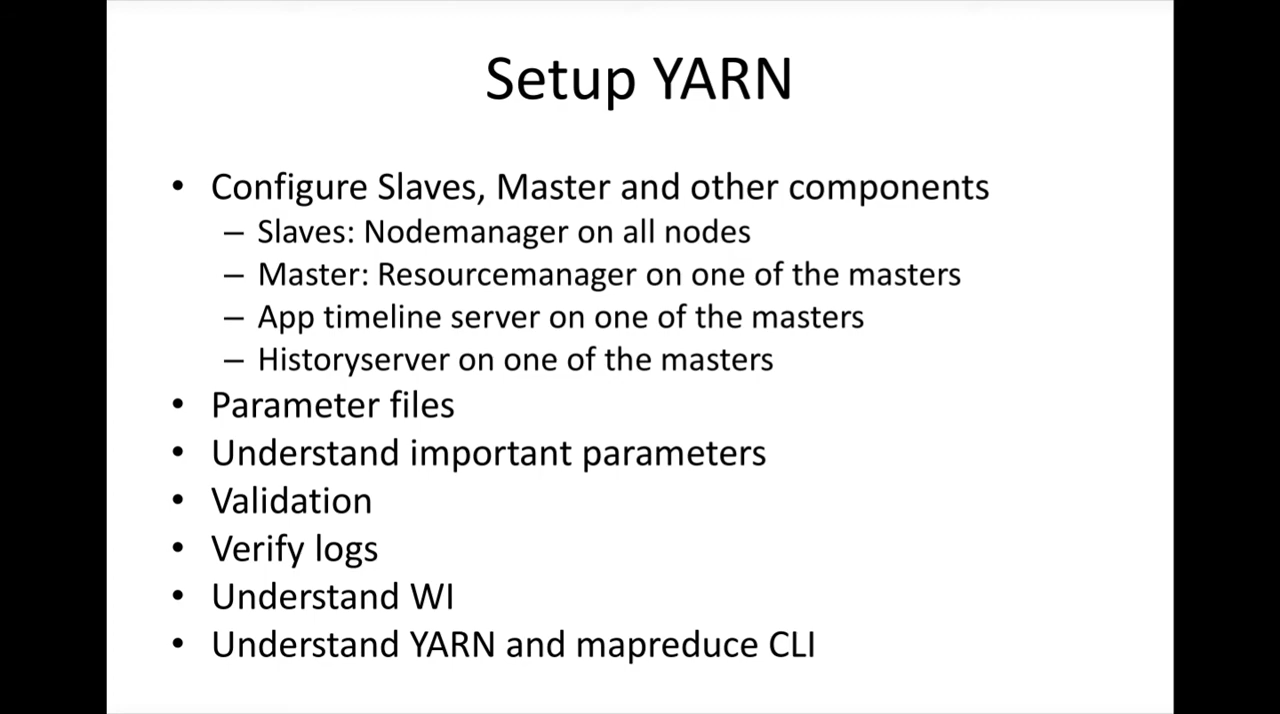 Setup YARN
• Configure Slaves, Master and other components
– Slaves: Nodemanager on all nodes
– Master: Resourcemanager on one of the masters
– App timeline server on one of the masters
– Historyserver on one of the masters
• Parameter files
• Understand important parameters
• Validation
• Verify logs
• Understand WI
• Understand YARN and mapreduce CLI